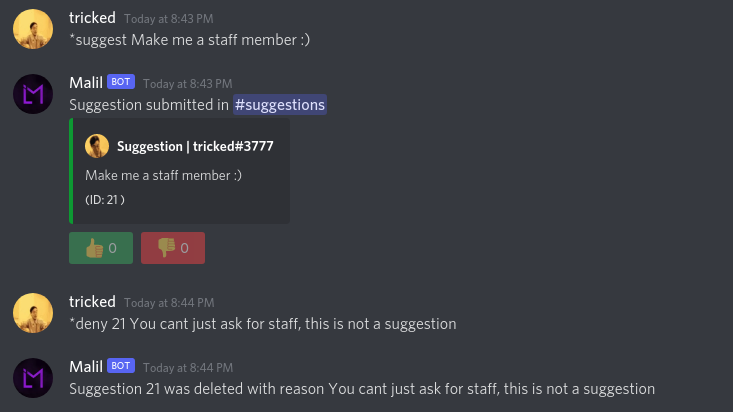 tricked Today at 8:43 PM
*suggest Make me a staff member :)
Malil BOT Today at 8:43 PM
Suggestion submitted in #suggestions
Suggestion | tricked#3777
Make me a staff member :)
(ID: 21 )
0 0
tricked Today at 8:44 PM
*deny 21 You cant just ask for staff, this is not a suggestion
Malil BOT Today at 8:44 PM
Suggestion 21 was deleted with reason You cant just ask for staff, this is not a suggestion